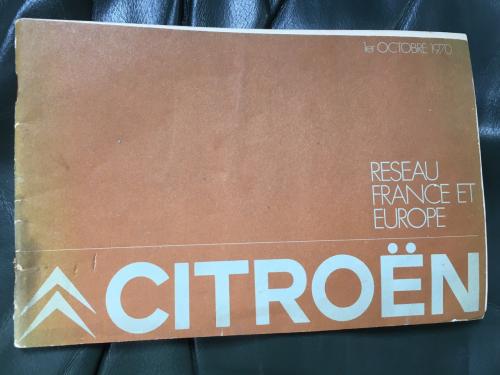 1er OCTOBRE 1970
RESEAU
FRANCE ET
EUROPE
CITROËN